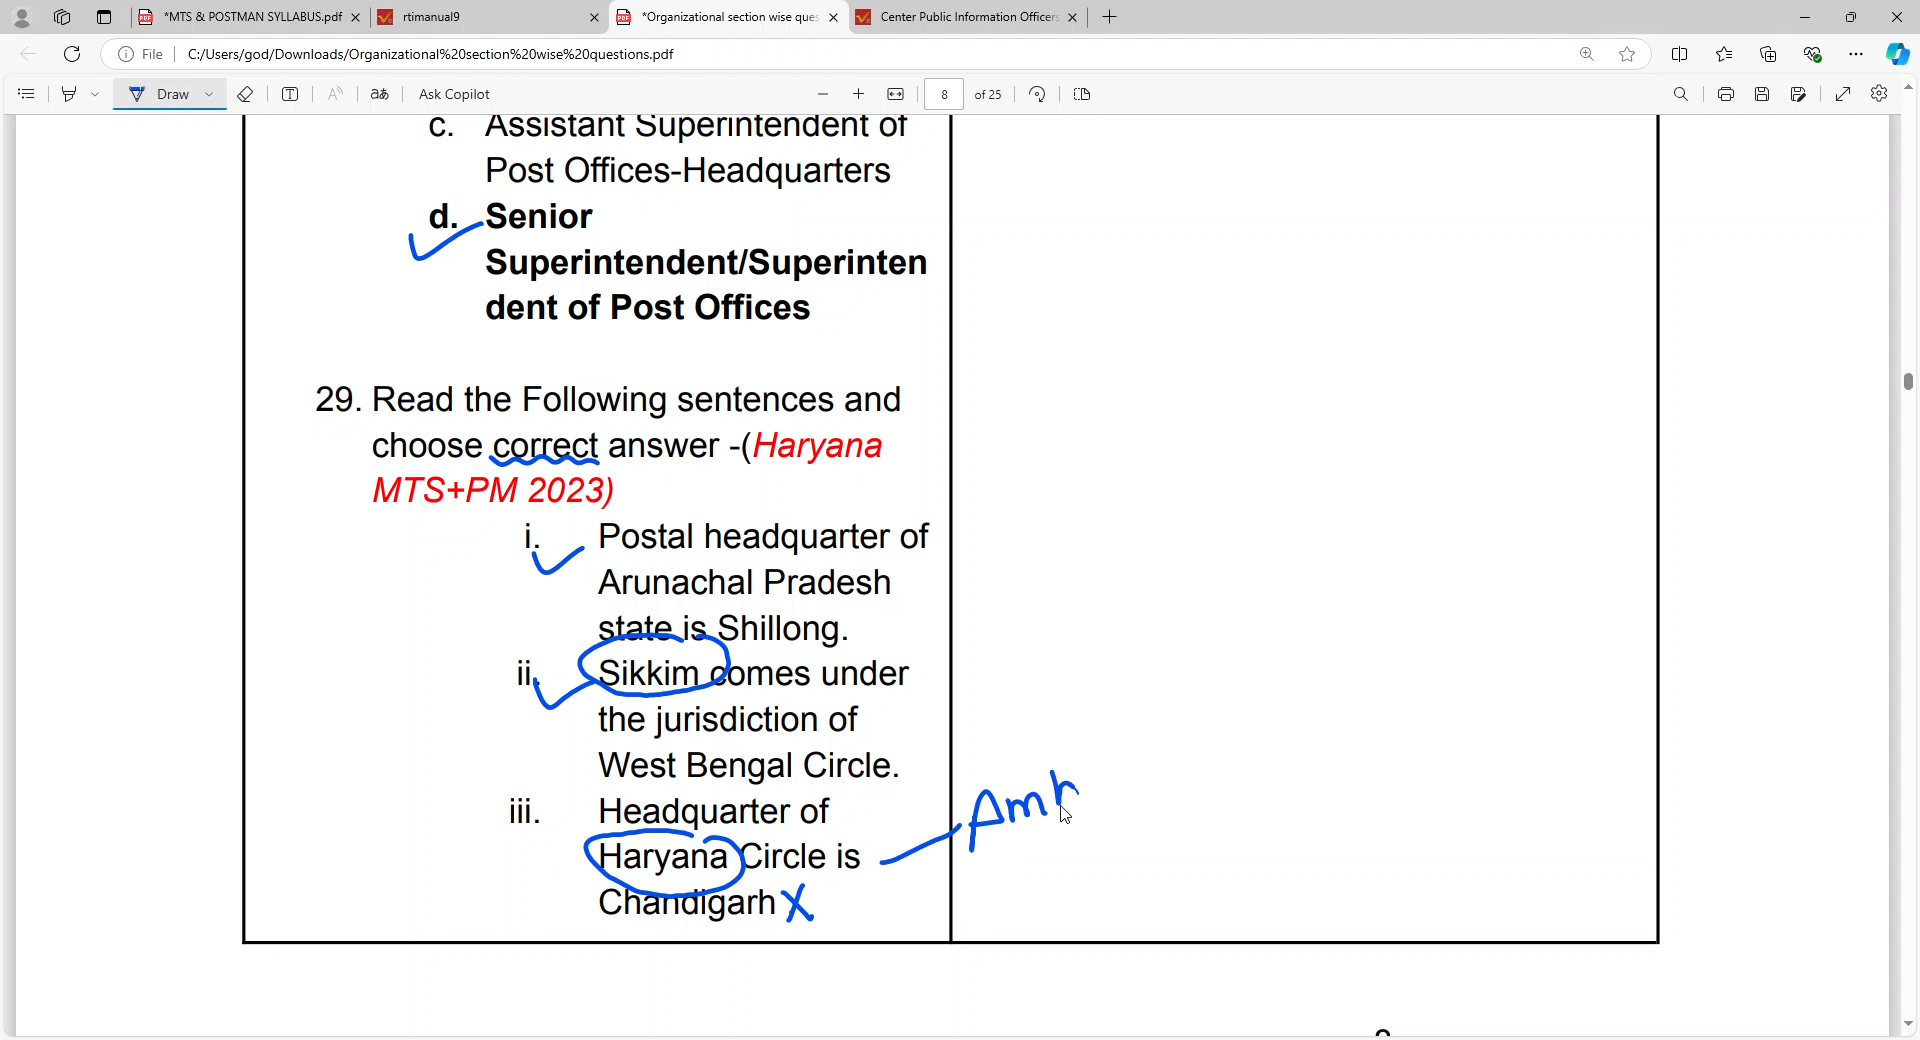 *MTS & POSTMAN SYLLABUS.pdf
rtimanual9
*Organizational section wise ques
Center Public Information Officer
File
C:/Users/god/Downloads/Organizational%20section%20wise%20questions.pdf
Draw
aあ
Ask Copilot
8 of 25
c. Assistant Superintendent of
Post Offices-Headquarters
d. Senior
Superintendent/Superinten
dent of Post Offices
29. Read the Following sentences and
choose correct answer -(Haryana
MTS+PM 2023)
i. Postal headquarter of
Arunachal Pradesh
state is Shillong.
ii. Sikkim comes under
the jurisdiction of
West Bengal Circle.
iii. Headquarter of
Haryana Circle is
Chandigarh X
Am